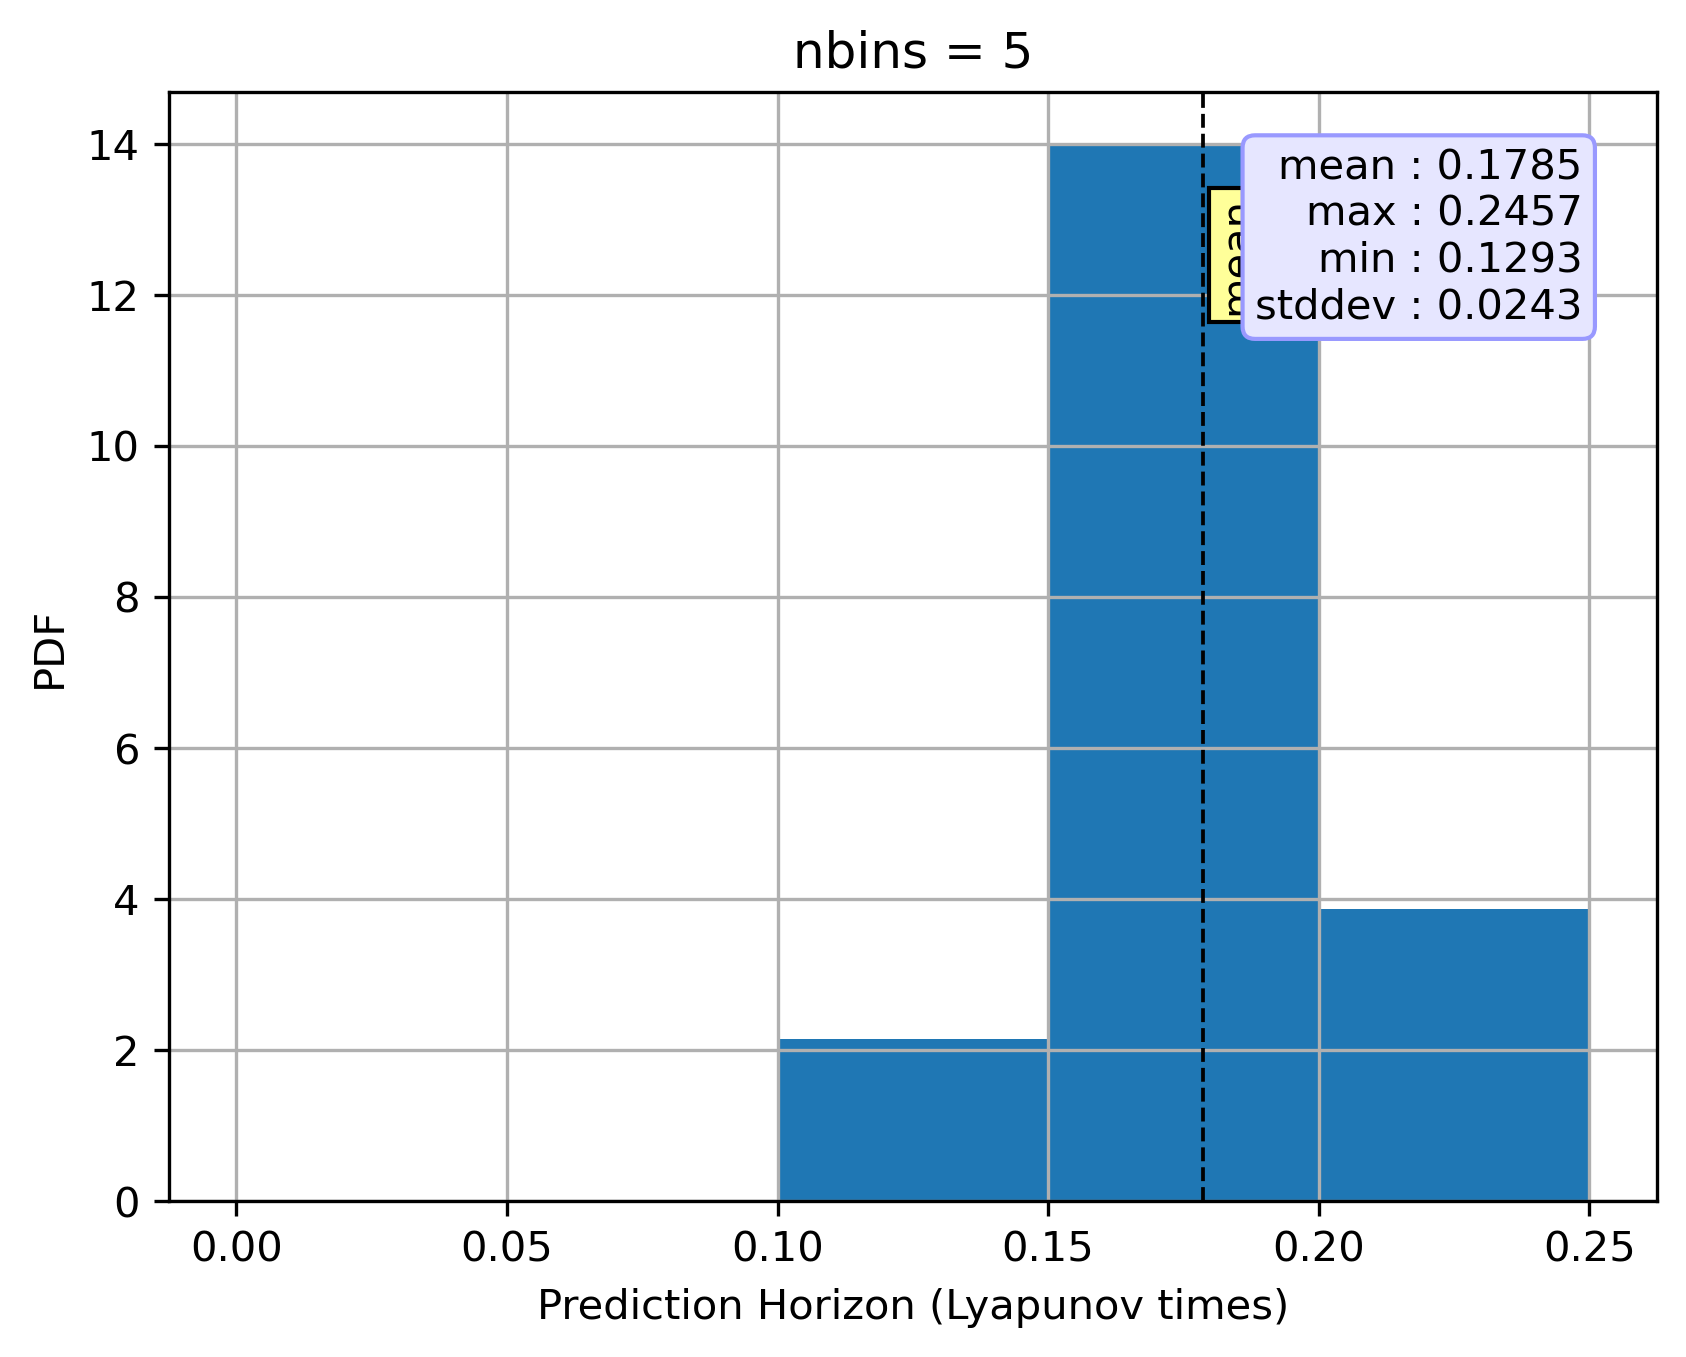 nbins = 5
14
12
10
8
6
4
2
0
PDF
mean
mean : 0.1785
max : 0.2457
min : 0.1293
stddev : 0.0243
0.00 0.05 0.10 0.15 0.20 0.25
Prediction Horizon (Lyapunov times)